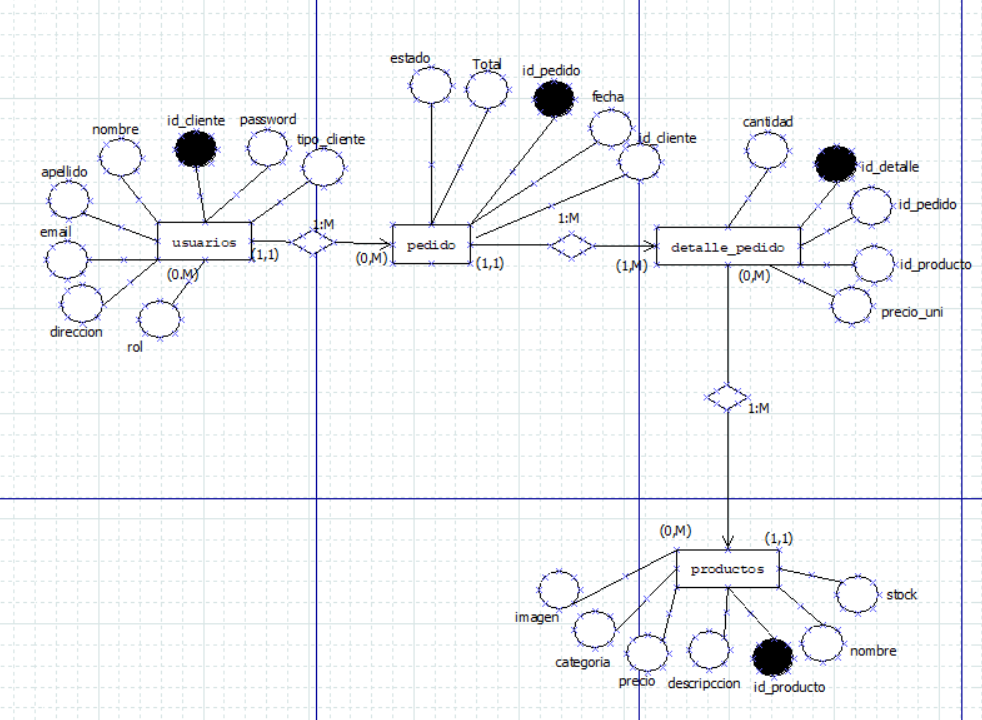 estado
Total
id_pedido
fecha
id_cliente
nombre
id_cliente
password
tipo_cliente
apellido
email
direccion
rol
usuarios
(1,1)
(0,M)
1:M
pedido
(0,M)
(1,1)
1:M
cantidad
id_detalle
id_pedido
id_producto
precio_uni
detalle_pedido
(1,M)
(0,M)
1:M
(0,M)
(1,1)
productos
imagen
categoria
precio
descripccion
id_producto
nombre
stock